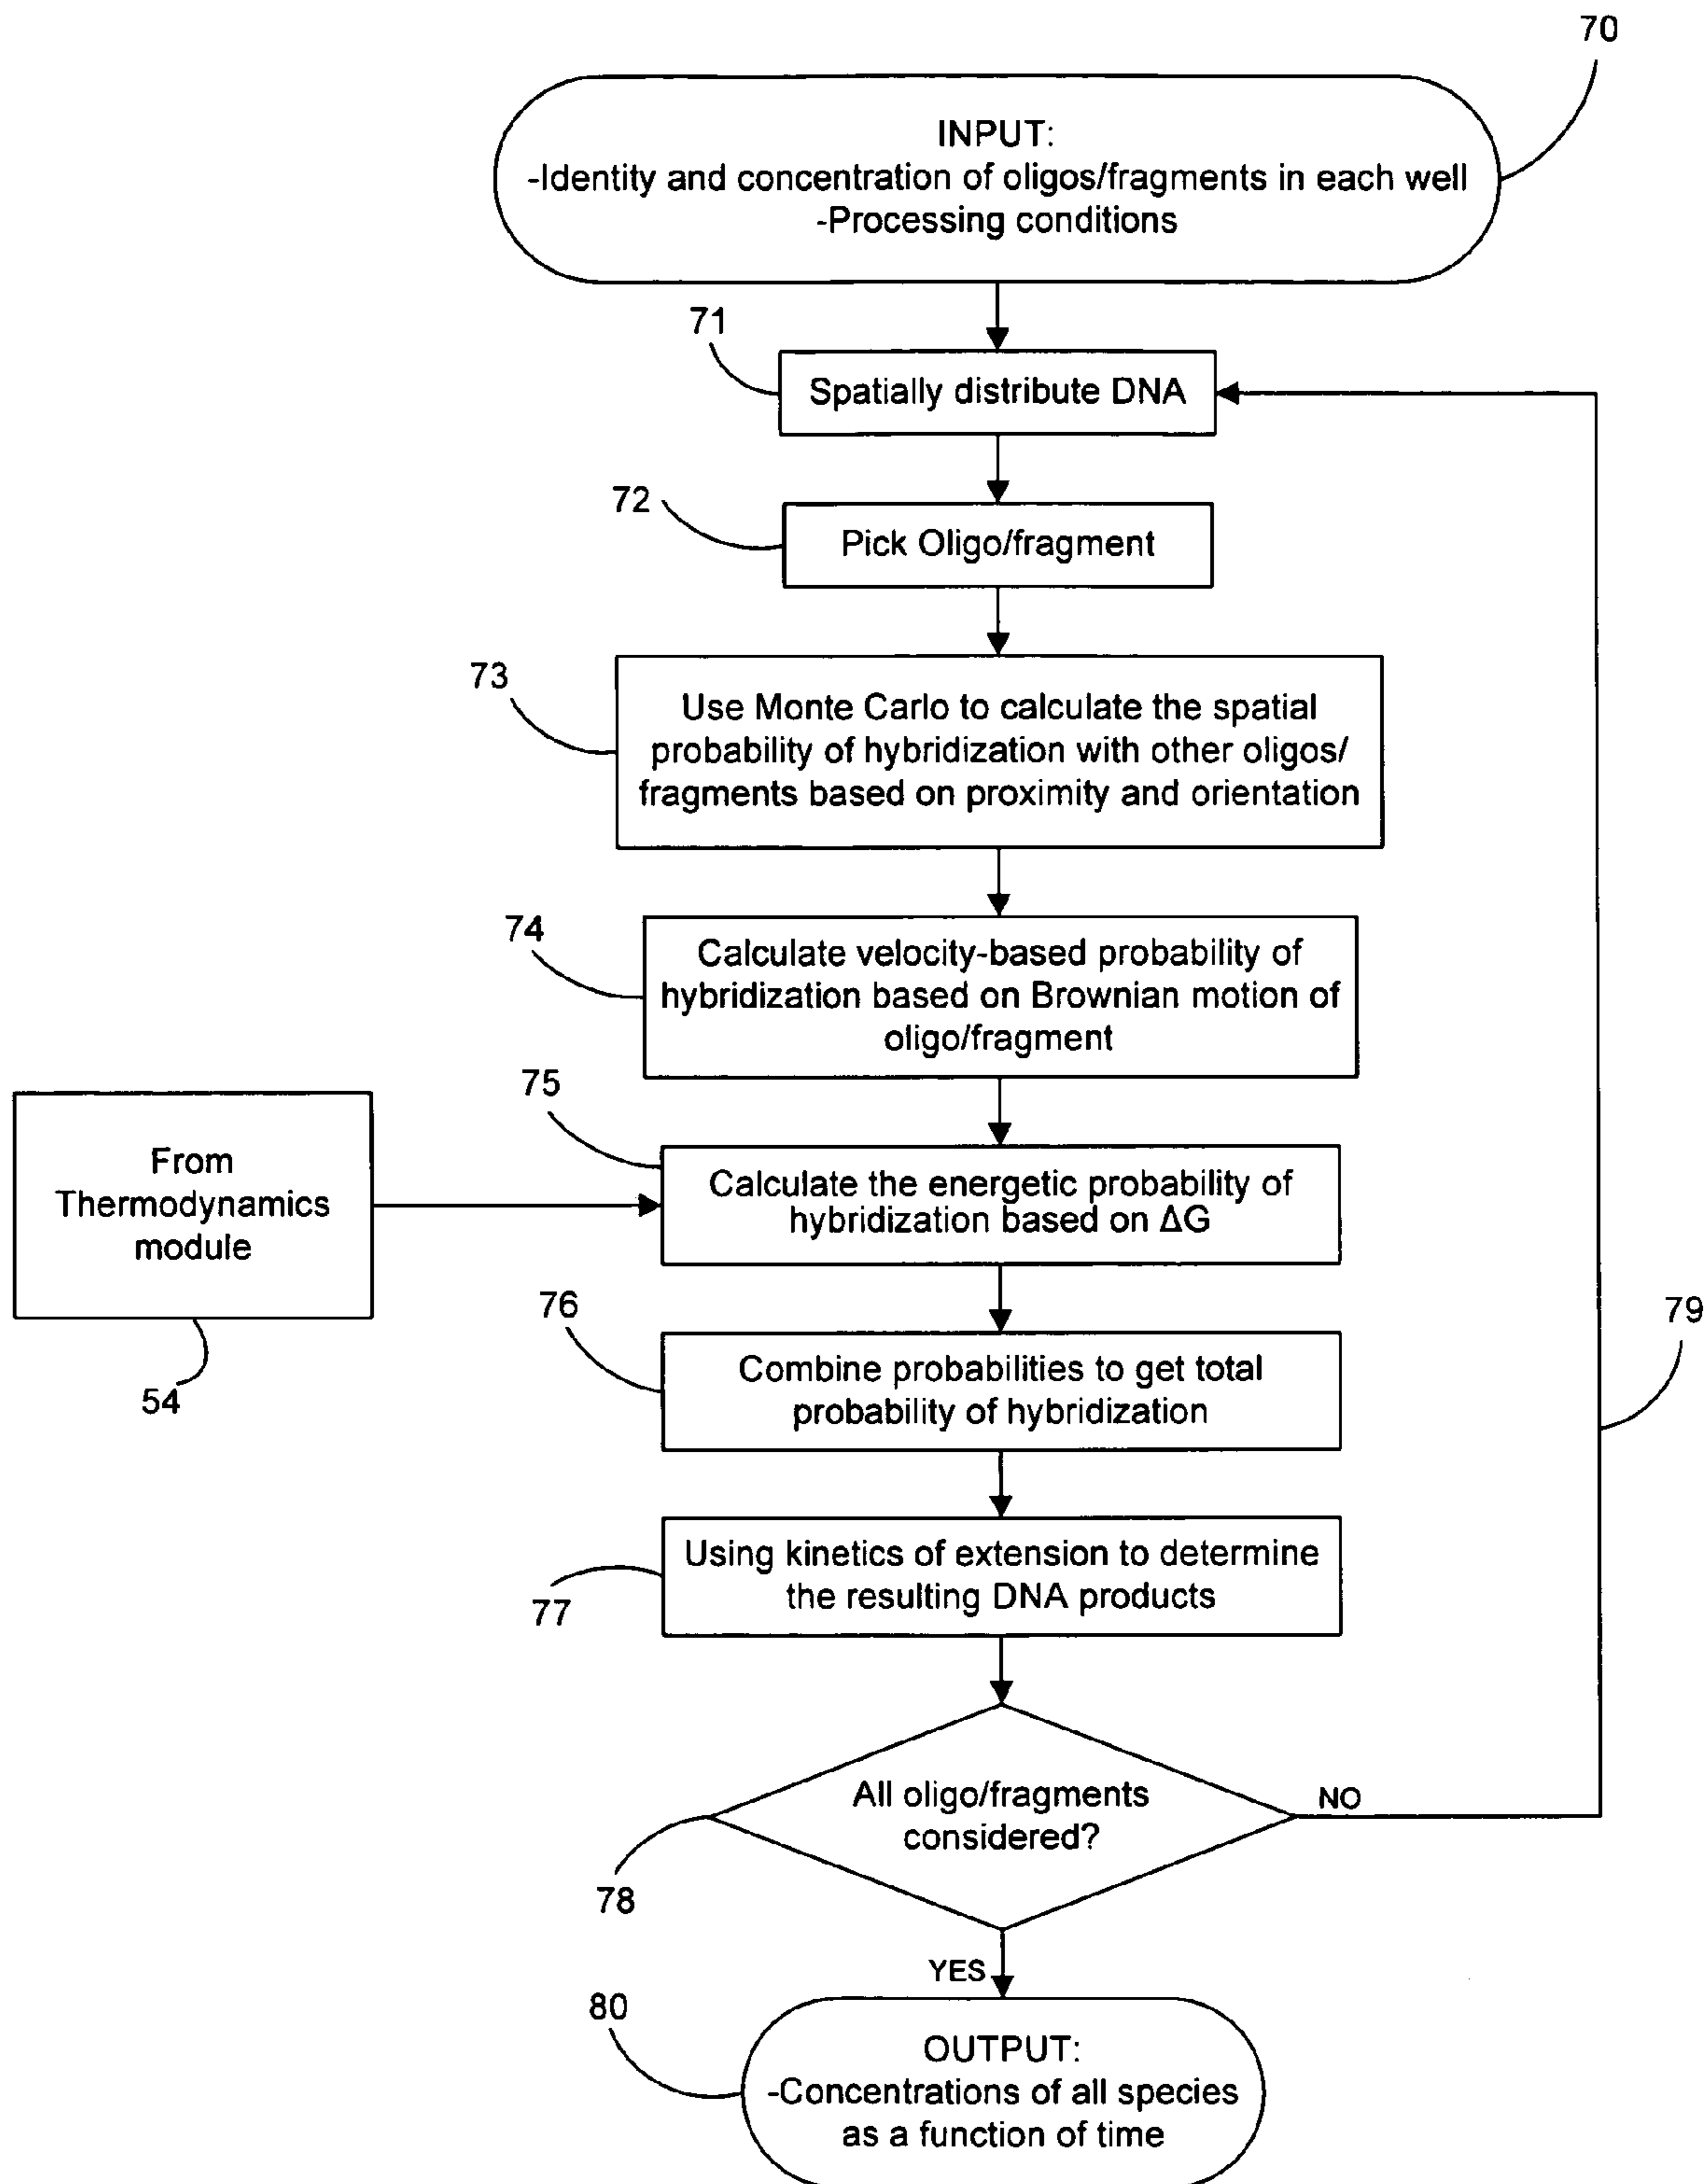 70
INPUT:
-Identity and concentration of oligos/fragments in each well
-Processing conditions
71
Spatially distribute DNA
72
Pick Oligo/fragment
73
Use Monte Carlo to calculate the spatial
probability of hybridization with other oligos/
fragments based on proximity and orientation
74
Calculate velocity-based probability of
hybridization based on Brownian motion of
oligo/fragment
75
From
Thermodynamics
module
54
Calculate the energetic probability of
hybridization based on ΔG
76
Combine probabilities to get total
probability of hybridization
79
Using kinetics of extension to determine
the resulting DNA products
77
All oligo/fragments
considered?
NO
78
YES
80
OUTPUT:
-Concentrations of all species
as a function of time